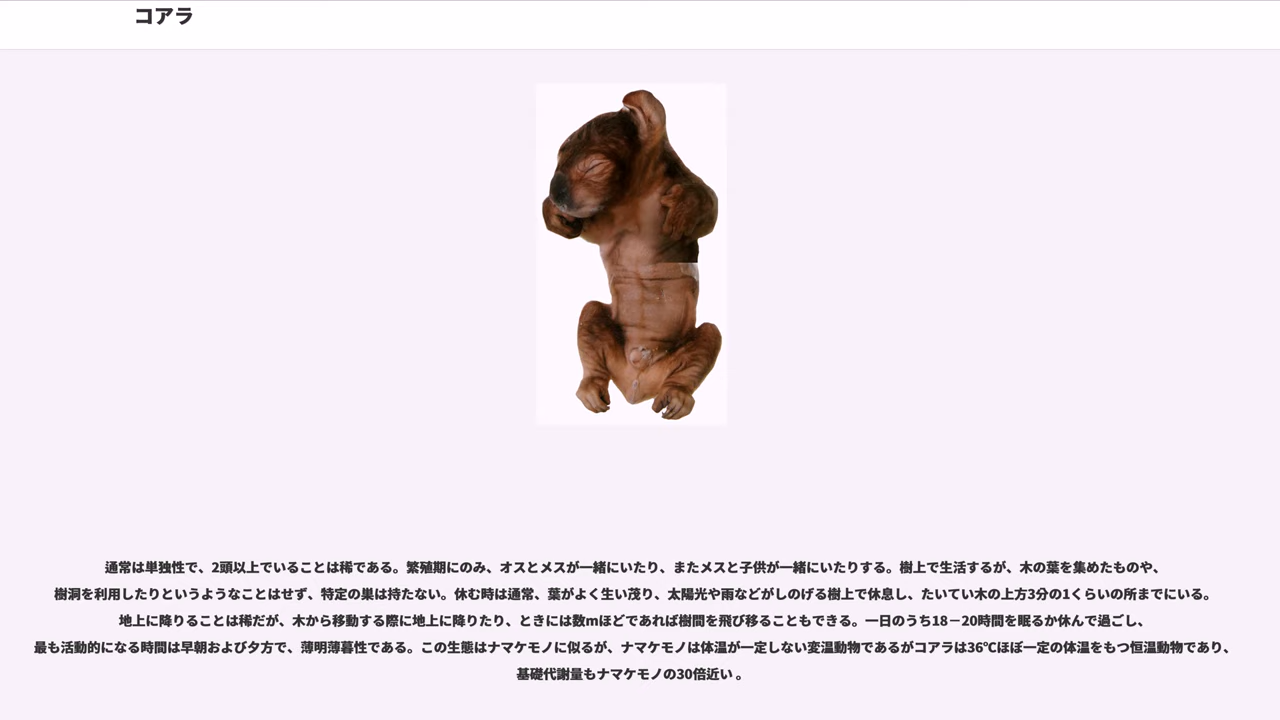 コアラ
通常は単独性で、2頭以上でいることは稀である。繁殖期にのみ、オスとメスが一緒にいたり、またメスと子供が一緒にいたりする。樹上で生活するが、木の葉を集めたものや、
樹洞を利用したりというようなことはせず、特定の巣は持たない。休む時は通常、葉がよく生い茂り、太陽光や雨などがしのげる樹上で休息し、たいてい木の上方3分の1くらいの所までにいる。
地上に降りることは稀だが、木から移動する際に地上に降りたり、ときには数mほどであれば樹間を飛び移ることもできる。一日のうち18－20時間を眠るか休んで過ごし、
最も活動的になる時間は早朝および夕方で、薄明薄暮性である。この生態はナマケモノに似るが、ナマケモノは体温が一定しない変温動物であるがコアラは36℃ほぼ一定の体温をもつ恒温動物であり、
基礎代謝量もナマケモノの30倍近い 。